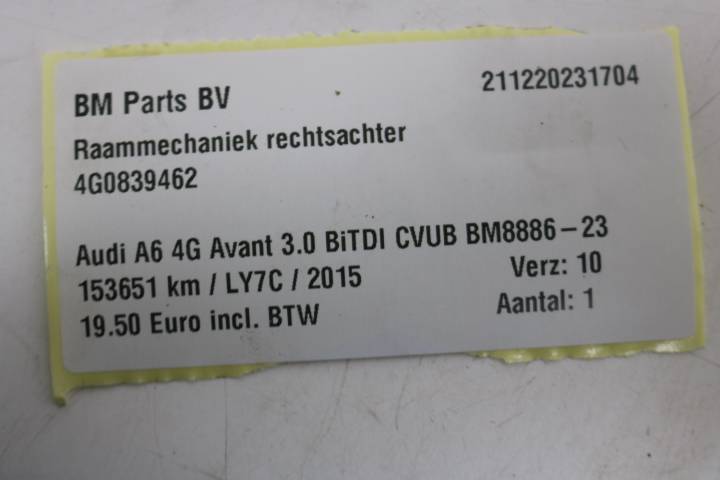 BM Parts BV 211220231704
Raammechaniek rechtsachter
4G0839462
Audi A6 4G Avant 3.0 BiTDI CVUB BM8886-23
153651 km / LY7C / 2015 Verz: 10
19.50 Euro incl. BTW Aantal: 1